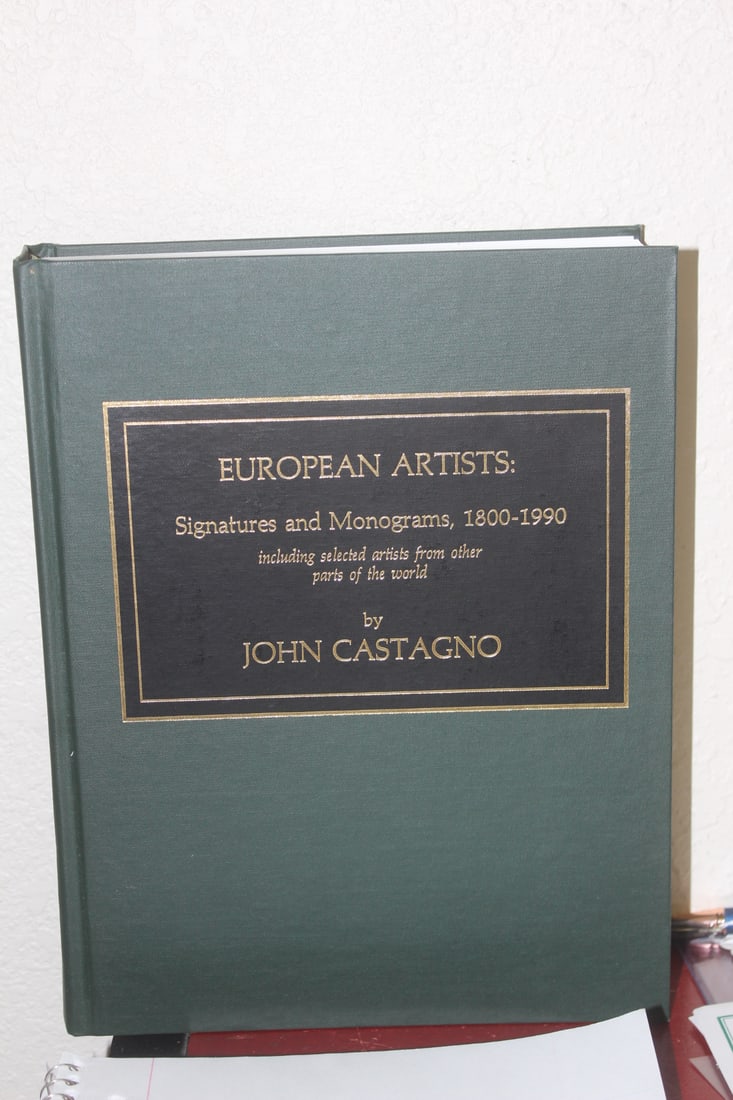 EUROPEAN ARTISTS:
Signatures and Monograms, 1800-1990
including selected artists from other
parts of the world
by
JOHN CASTAGNO